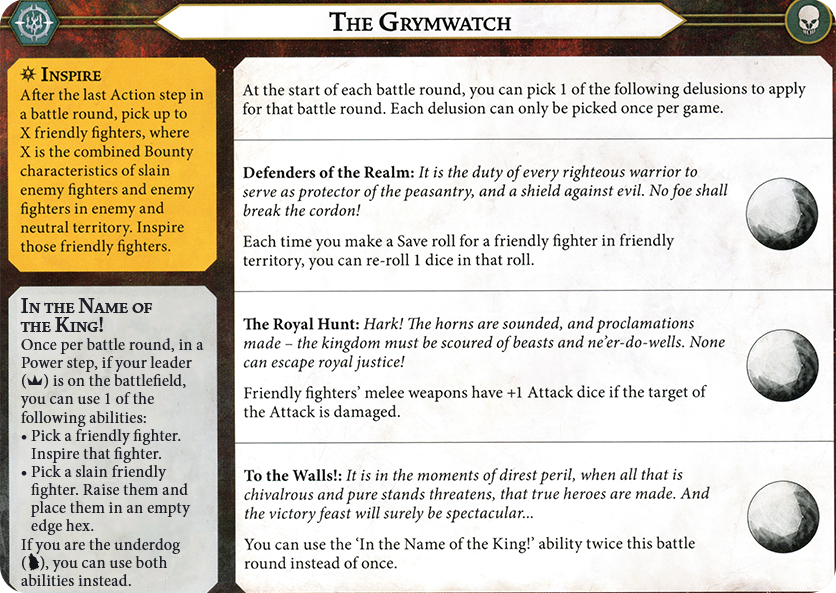 The Grymwatch
Inspire
After the last Action step in
a battle round, pick up to
X friendly fighters, where
X is the combined Bounty
characteristics of slain
enemy fighters and enemy
fighters in enemy and
neutral territory. Inspire
those friendly fighters.
In the Name of
the King!
Once per battle round, in a
Power step, if your leader
() is on the battlefield,
you can use 1 of the
following abilities:
• Pick a friendly fighter.
Inspire that fighter.
• Pick a slain friendly
fighter. Raise them and
place them in an empty
edge hex.
If you are the underdog
(), you can use both
abilities instead.
At the start of each battle round, you can pick 1 of the following delusions to apply
for that battle round. Each delusion can only be picked once per game.
Defenders of the Realm: It is the duty of every righteous warrior to
serve as protector of the peasantry, and a shield against evil. No foe shall
break the cordon!
Each time you make a Save roll for a friendly fighter in friendly
territory, you can re-roll 1 dice in that roll.
The Royal Hunt: Hark! The horns are sounded, and proclamations
made – the kingdom must be scoured of beasts and ne'er-do-wells. None
can escape royal justice!
Friendly fighters' melee weapons have +1 Attack dice if the target of
the Attack is damaged.
To the Walls!: It is in the moments of direst peril, when all that is
chivalrous and pure stands threatens, that true heroes are made. And
the victory feast will surely be spectacular...
You can use the 'In the Name of the King!' ability twice this battle
round instead of once.